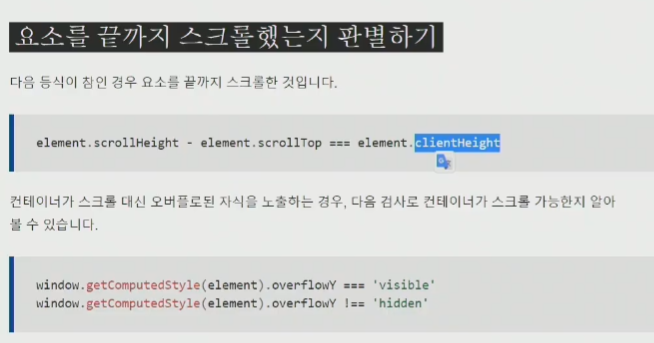 요소를 끝까지 스크롤했는지 판별하기
다음 등식이 참인 경우 요소를 끝까지 스크롤한 것입니다.
element.scrollHeight - element.scrollTop === element.clientHeight
컨테이너가 스크롤 대신 오버플로된 자식을 노출하는 경우, 다음 검사로 컨테이너가 스크롤 가능한지 알아
볼 수 있습니다.
window.getComputedStyle(element).overflowY === 'visible'
window.getComputedStyle(element).overflowY !== 'hidden'